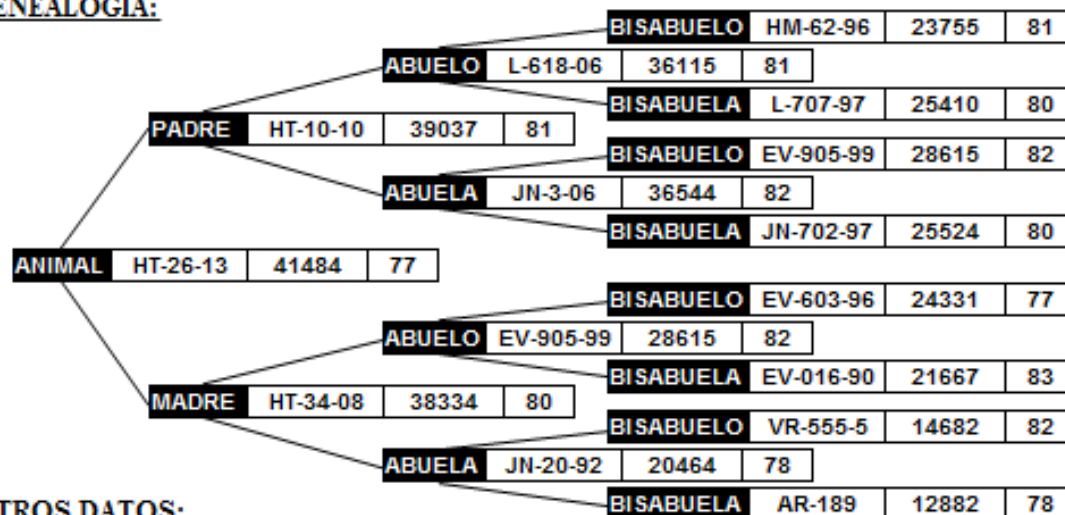 ENEALOGIA:
BISABUELO HM-62-96 23755 81
ABUELO L-618-06 36115 81
BISABUELA L-707-97 25410 80
PADRE HT-10-10 39037 81
BISABUELO EV-905-99 28615 82
ABUELA JN-3-06 36544 82
BISABUELA JN-702-97 25524 80
ANIMAL HT-26-13 41484 77
BISABUELO EV-603-96 24331 77
ABUELO EV-905-99 28615 82
BISABUELA EV-016-90 21667 83
MADRE HT-34-08 38334 80
BISABUELO VR-555-5 14682 82
ABUELA JN-20-92 20464 78
BISABUELA AR-189 12882 78
TROS DATOS: